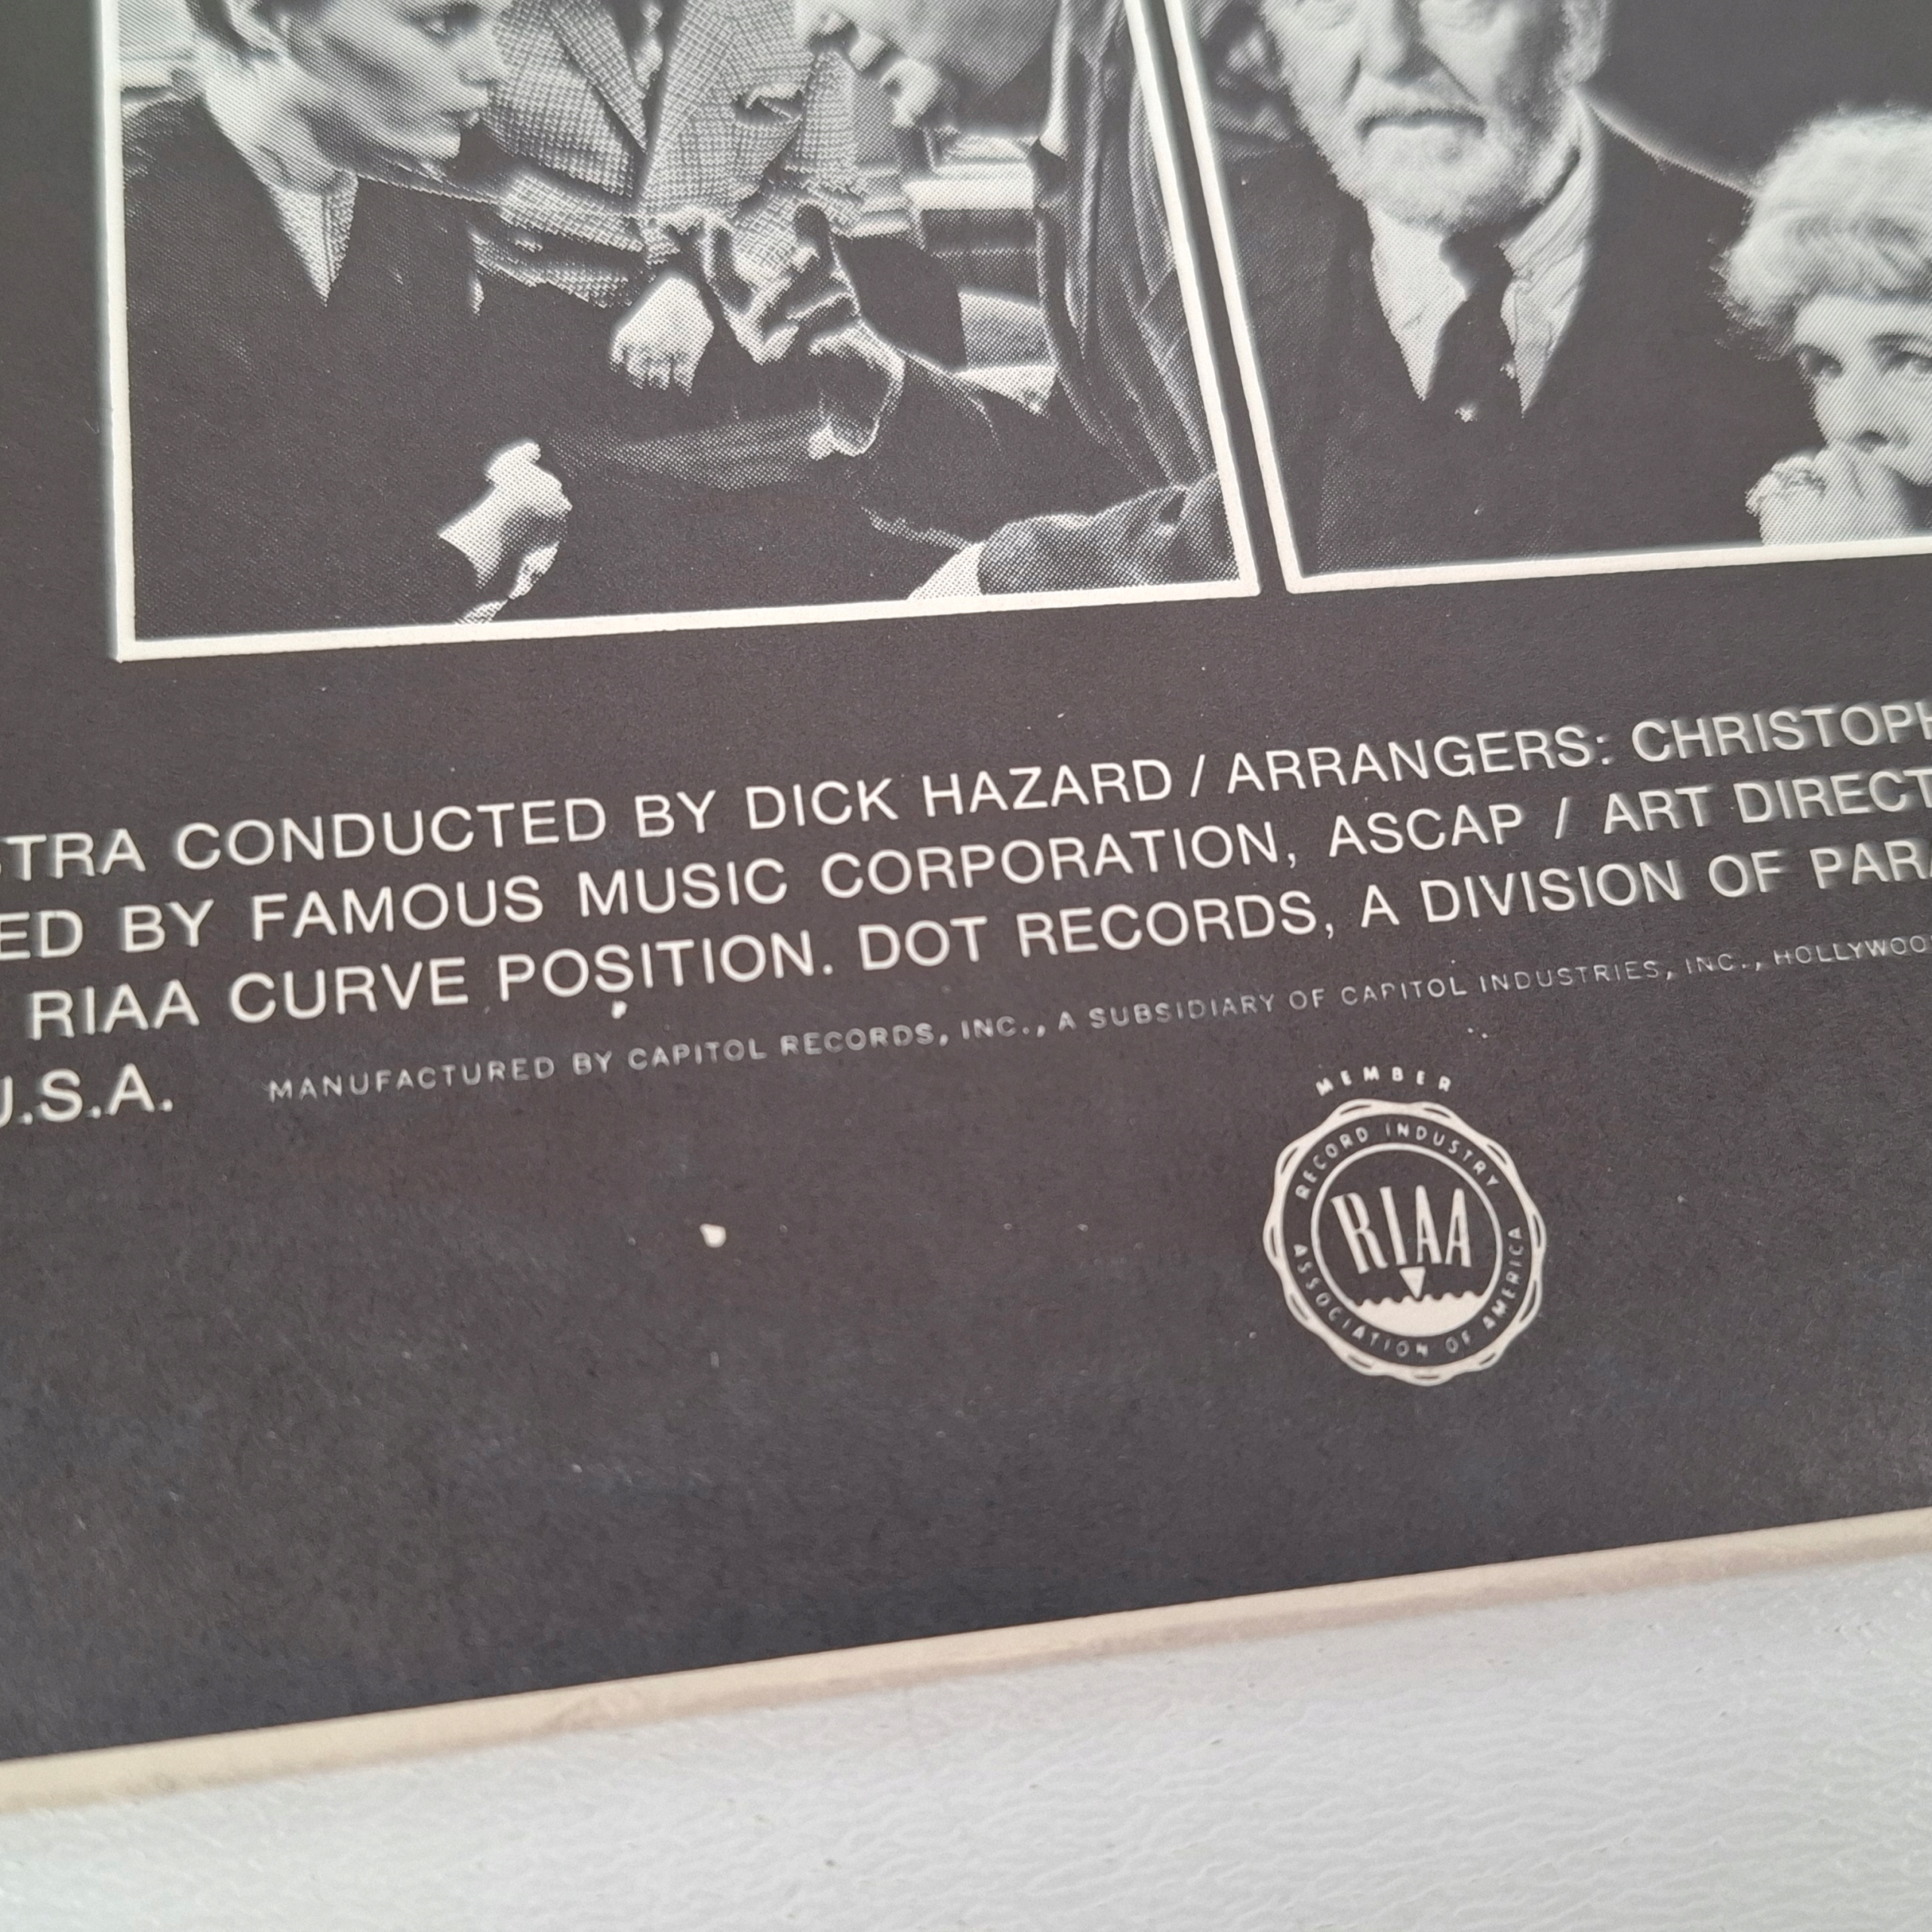 STRA CONDUCTED BY DICK HAZARD / ARRANGERS: CHRISTOPH
ED BY FAMOUS MUSIC CORPORATION, ASCAP / ART DIRECT
RIAA CURVE POSITION. DOT RECORDS, A DIVISION OF PARA
U.S.A. MANUFACTURED BY CAPITOL RECORDS, INC., A SUBSIDIARY OF CAPITOL INDUSTRIES, INC., HOLLYWOO
MEMBER
RECORD INDUSTRY
RIAA
ASSOCIATION OF AMERICA